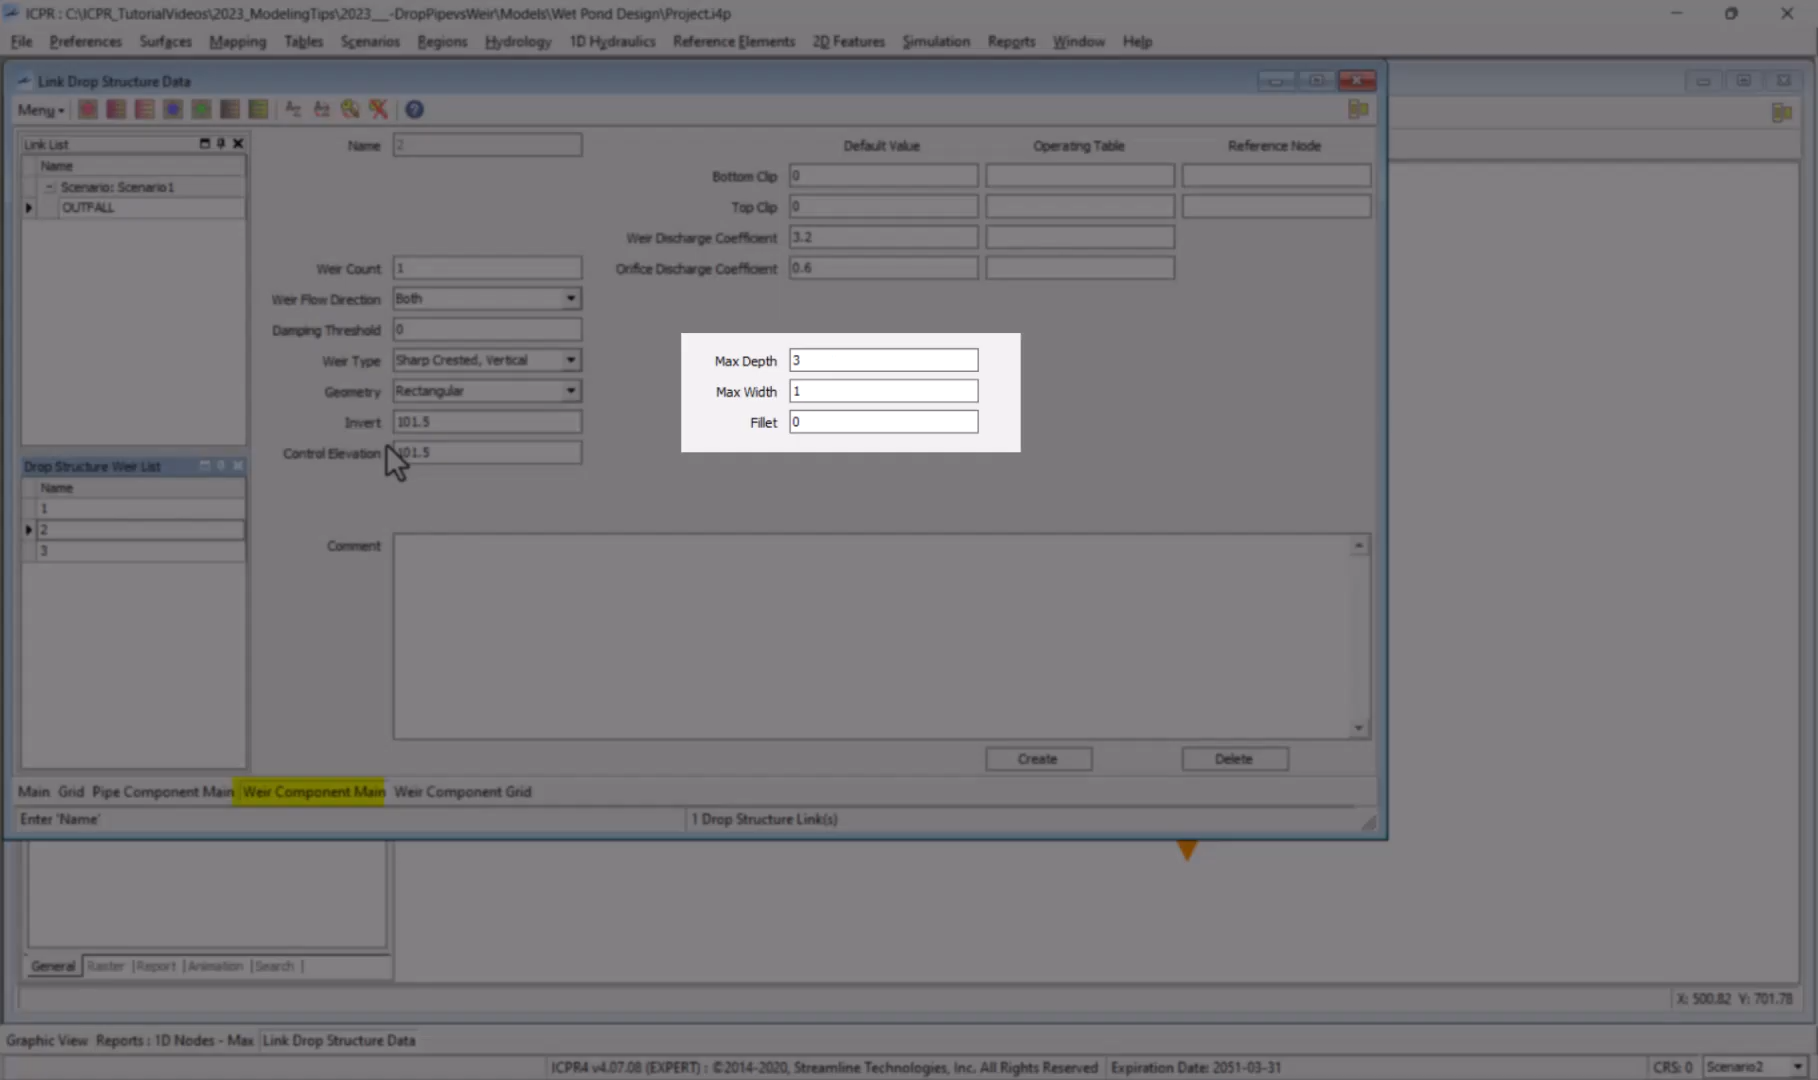 ICPR : C:\ICPR_TutorialVideos\2023_ModelingTips\2023___-DropPipevsWeir\Models\Wet Pond Design\Project.i4p
File Preferences Surfaces Mapping Tables Scenarios Regions Hydrology 1D Hydraulics Reference Elements 2D Features Simulation Reports Window Help
Link Drop Structure Data
Menu
Link List
Name
Scenario: Scenario1
OUTFALL
Name 2
Default Value Operating Table Reference Node
Bottom Clip 0
Top Clip 0
Weir Discharge Coefficient 3.2
Weir Count 1
Orifice Discharge Coefficient 0.6
Weir Flow Direction Both
Damping Threshold 0
Weir Type Sharp Crested, Vertical
Max Depth 3
Geometry Rectangular
Max Width 1
Invert 101.5
Fillet 0
Control Elevation 101.5
Drop Structure Weir List
Name
1
2
3
Comment
Create Delete
Main Grid Pipe Component Main Weir Component Main Weir Component Grid
Enter 'Name' 1 Drop Structure Link(s)
General Raster Report Animation Search
X: 500.82 Y: 701.78
Graphic View Reports : 1D Nodes - Max Link Drop Structure Data
ICPR4 v4.07.08 (EXPERT) : ©2014-2020, Streamline Technologies, Inc. All Rights Reserved Expiration Date: 2051-03-31 CRS: 0 Scenario2